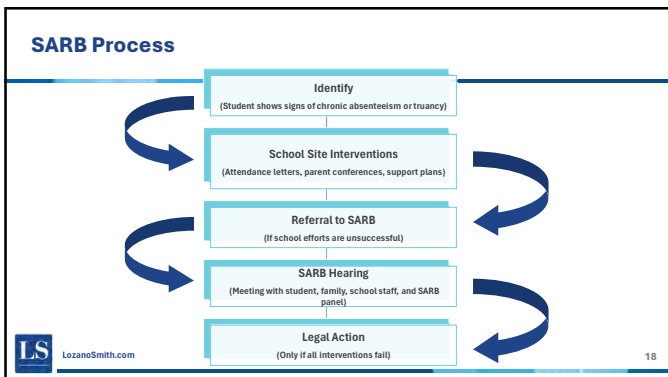 SARB Process
Identify
(Student shows signs of chronic absenteeism or truancy)
School Site Interventions
(Attendance letters, parent conferences, support plans)
Referral to SARB
(If school efforts are unsuccessful)
SARB Hearing
(Meeting with student, family, school staff, and SARB
panel)
Legal Action
(Only if all interventions fail)
LS
LozanoSmith.com
18